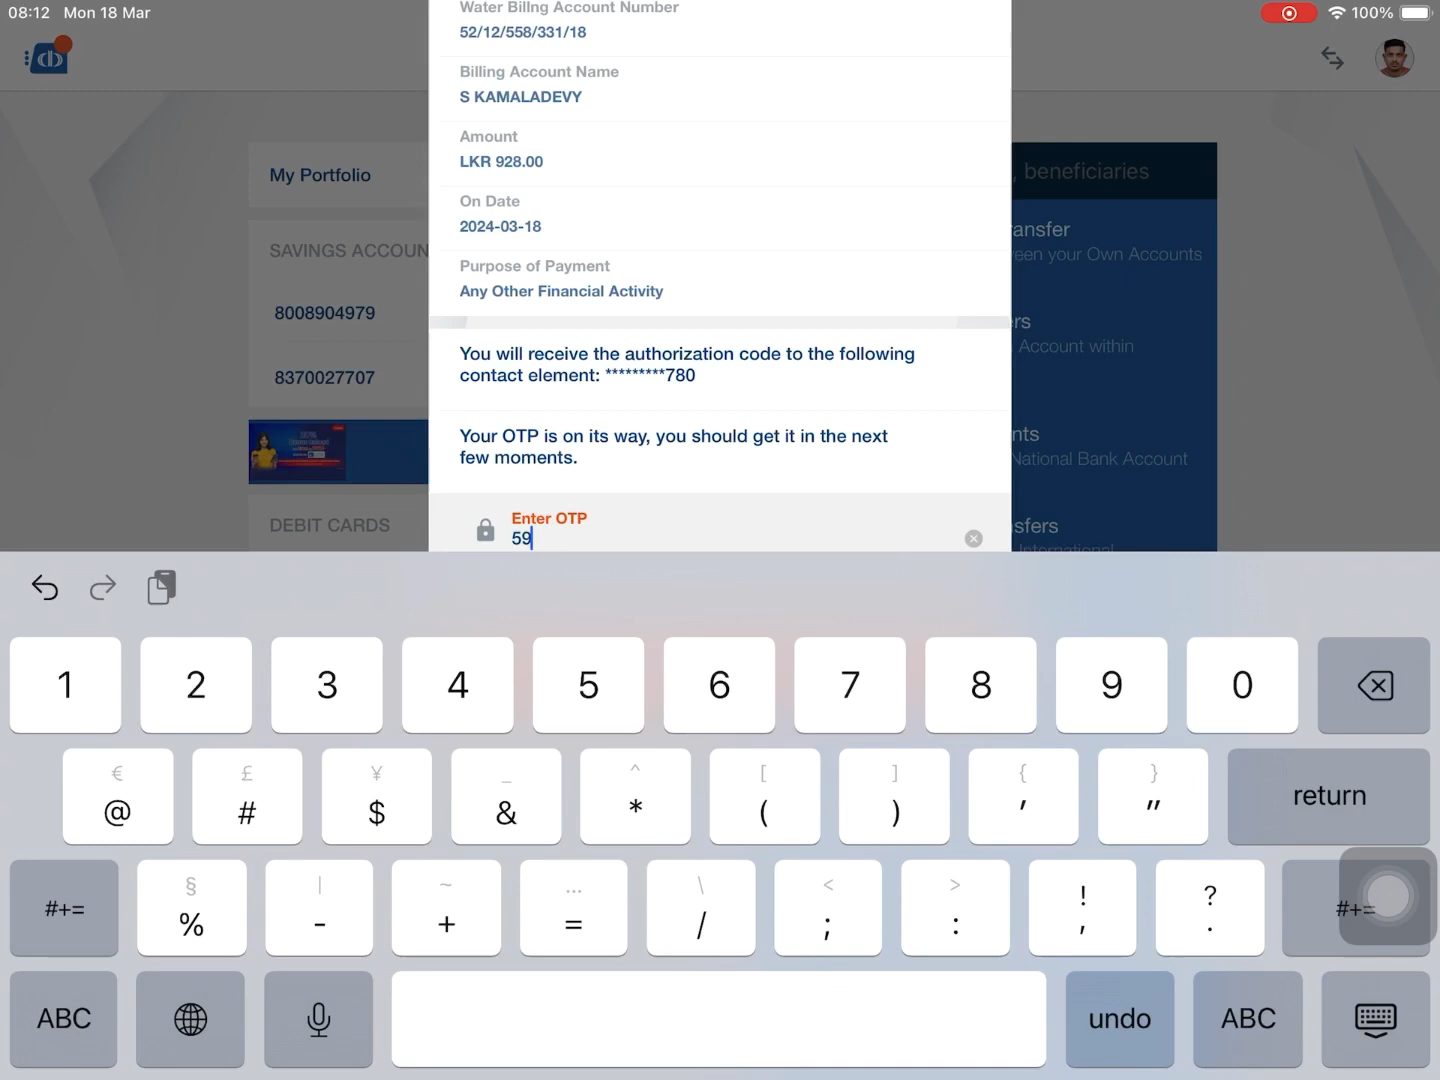 08:12 Mon 18 Mar
100%
Water Billng Account Number
52/12/558/331/18
Billing Account Name
S KAMALADEVY
Amount
LKR 928.00
On Date
2024-03-18
Purpose of Payment
Any Other Financial Activity
You will receive the authorization code to the following
contact element: *********780
Your OTP is on its way, you should get it in the next
few moments.
Enter OTP
59
My Portfolio
SAVINGS ACCOUN
8008904979
8370027707
DEBIT CARDS
, beneficiaries
ansfer
een your Own Accounts
rs
Account within
nts
National Bank Account
sfers
International
1 2 3 4 5 6 7 8 9 0
€ £ ¥ _ ^ [ ] { }
@ # $ & * ( ) ' " return
§ | ~ … \ < > ! ?
#+= % - + = / ; : , . #+=
ABC undo ABC